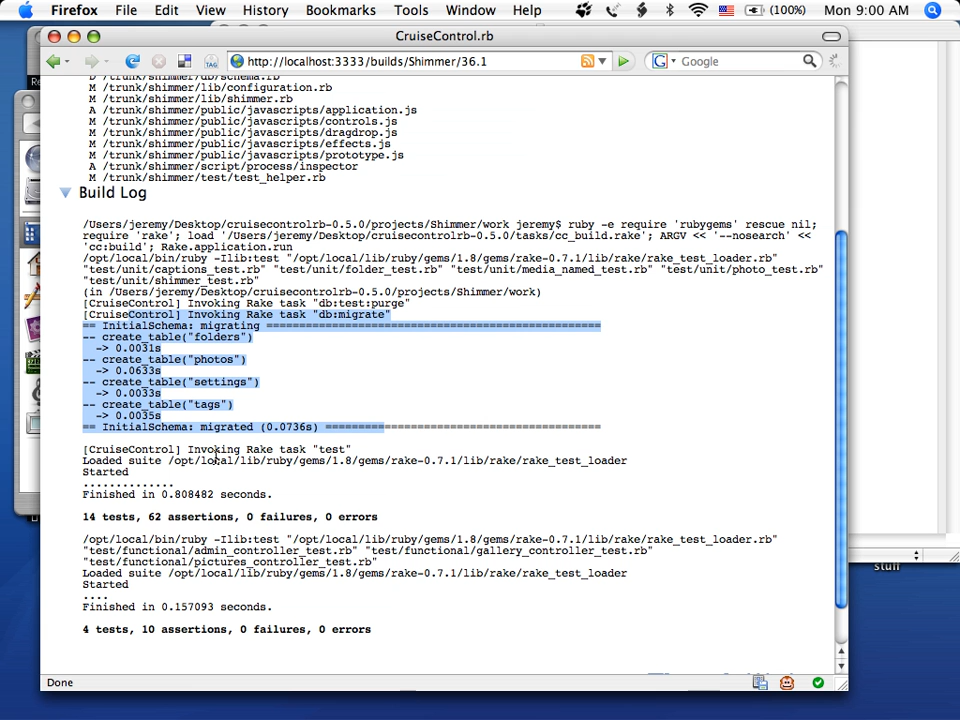 Firefox File Edit View History Bookmarks Tools Window Help (100%) Mon 9:00 AM
CruiseControl.rb
TAG http://localhost:3333/builds/Shimmer/36.1 G Google
D /trunk/shimmer/db/schema.rb
M /trunk/shimmer/lib/configuration.rb
M /trunk/shimmer/lib/shimmer.rb
A /trunk/shimmer/public/javascripts/application.js
M /trunk/shimmer/public/javascripts/controls.js
M /trunk/shimmer/public/javascripts/dragdrop.js
M /trunk/shimmer/public/javascripts/effects.js
M /trunk/shimmer/public/javascripts/prototype.js
A /trunk/shimmer/script/process/inspector
M /trunk/shimmer/test/test_helper.rb
Build Log
/Users/jeremy/Desktop/cruisecontrolrb-0.5.0/projects/Shimmer/work jeremy$ ruby -e require 'rubygems' rescue nil;
require 'rake'; load '/Users/jeremy/Desktop/cruisecontrolrb-0.5.0/tasks/cc_build.rake'; ARGV << '--nosearch' <<
'cc:build'; Rake.application.run
/opt/local/bin/ruby -Ilib:test "/opt/local/lib/ruby/gems/1.8/gems/rake-0.7.1/lib/rake/rake_test_loader.rb"
"test/unit/captions_test.rb" "test/unit/folder_test.rb" "test/unit/media_named_test.rb" "test/unit/photo_test.rb"
"test/unit/shimmer_test.rb"
(in /Users/jeremy/Desktop/cruisecontrolrb-0.5.0/projects/Shimmer/work)
[CruiseControl] Invoking Rake task "db:test:purge"
[CruiseControl] Invoking Rake task "db:migrate"
== InitialSchema: migrating ==================================================
-- create_table("folders")
-> 0.0031s
-- create_table("photos")
-> 0.0633s
-- create_table("settings")
-> 0.0033s
-- create_table("tags")
-> 0.0035s
== InitialSchema: migrated (0.0736s) =========================================
[CruiseControl] Invoking Rake task "test"
Loaded suite /opt/local/lib/ruby/gems/1.8/gems/rake-0.7.1/lib/rake/rake_test_loader
Started
..............
Finished in 0.808482 seconds.
14 tests, 62 assertions, 0 failures, 0 errors
/opt/local/bin/ruby -Ilib:test "/opt/local/lib/ruby/gems/1.8/gems/rake-0.7.1/lib/rake/rake_test_loader.rb"
"test/functional/admin_controller_test.rb" "test/functional/gallery_controller_test.rb"
"test/functional/pictures_controller_test.rb"
Loaded suite /opt/local/lib/ruby/gems/1.8/gems/rake-0.7.1/lib/rake/rake_test_loader
Started
....
Finished in 0.157093 seconds.
4 tests, 10 assertions, 0 failures, 0 errors
stuff
Done